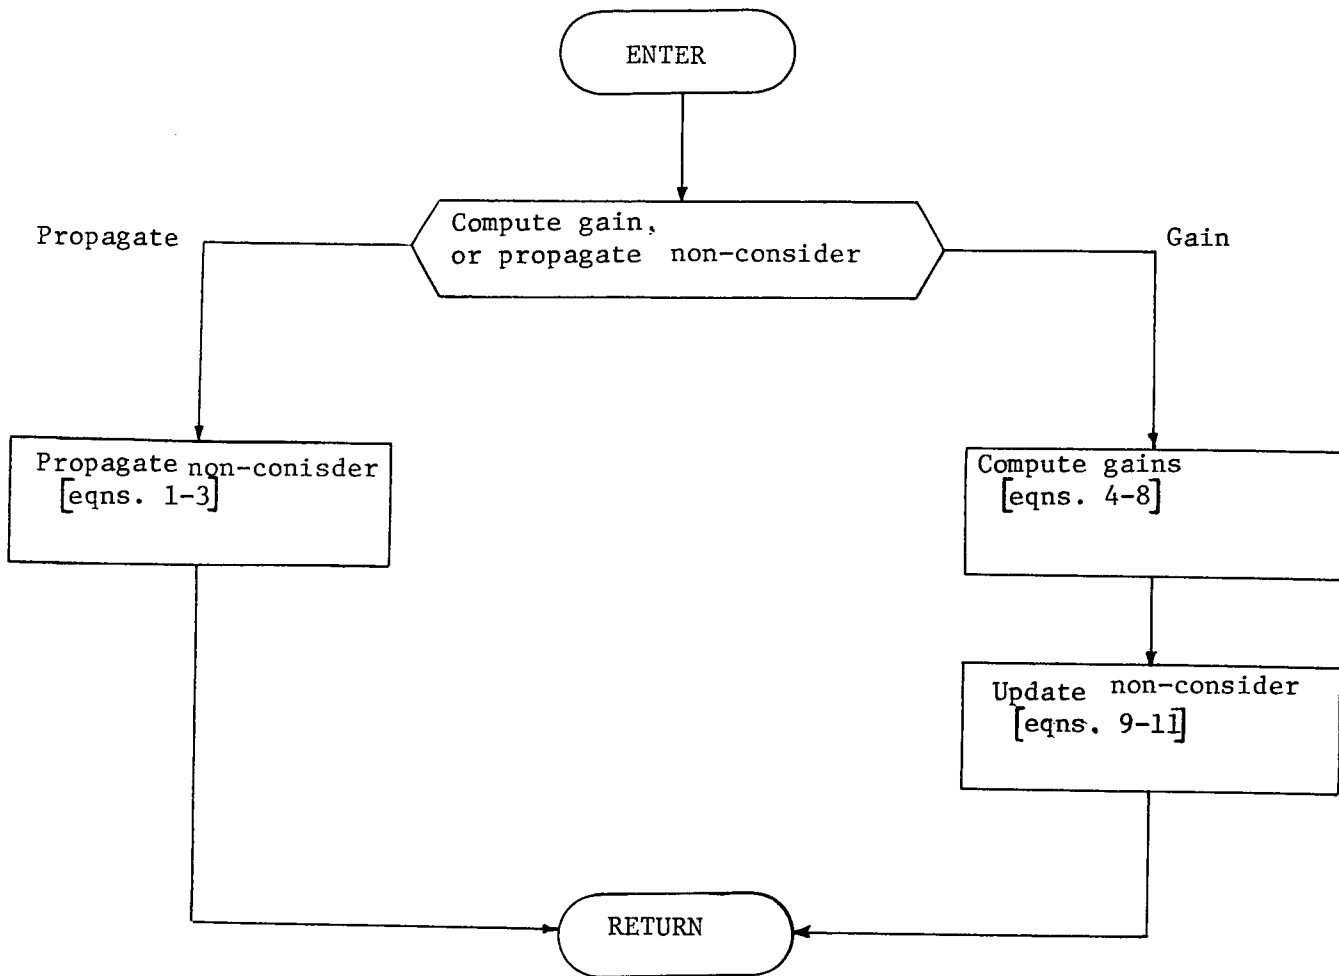 ENTER
Compute gain,
or propagate non-consider
Propagate
Gain
Propagate non-conisder
[eqns. 1-3]
Compute gains
[eqns. 4-8]
Update non-consider
[eqns. 9-11]
RETURN